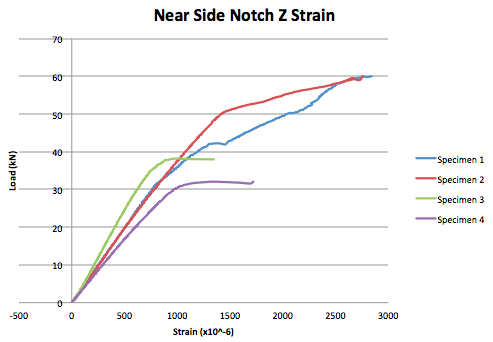 Near Side Notch Z Strain
70
60
50
40
30
20
10
0
Load (kN)
-500 0 500 1000 1500 2000 2500 3000
Strain (x10^-6)
Specimen 1
Specimen 2
Specimen 3
Specimen 4